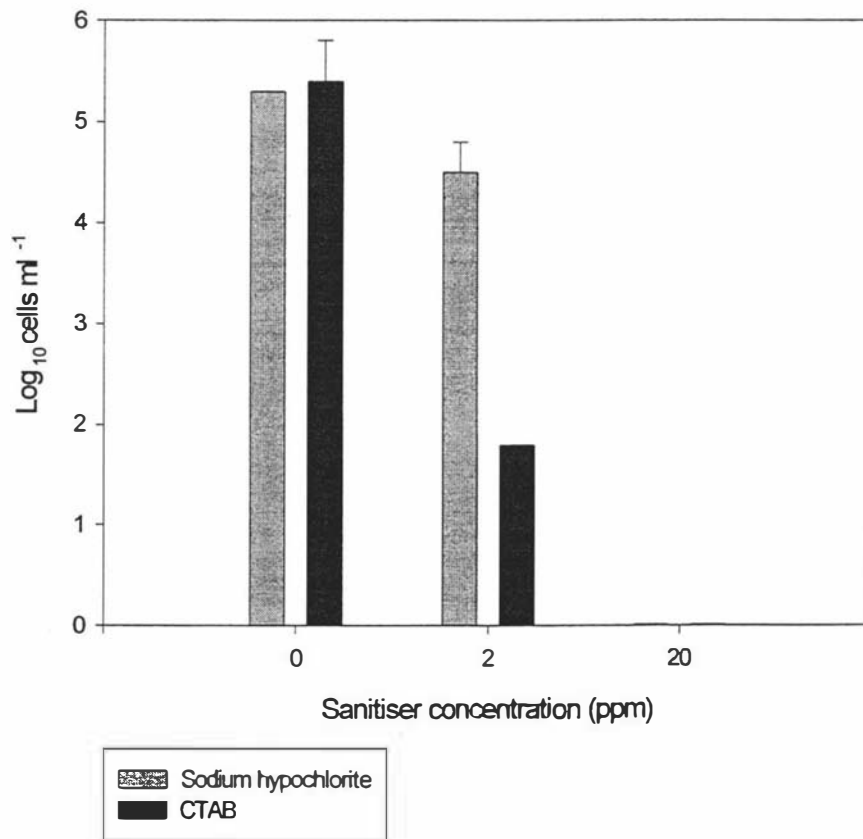 6
5
4
3
2
1
0
Log10 cells ml-1
0 2 20
Sanitiser concentration (ppm)
Sodium hypochlorite
CTAB